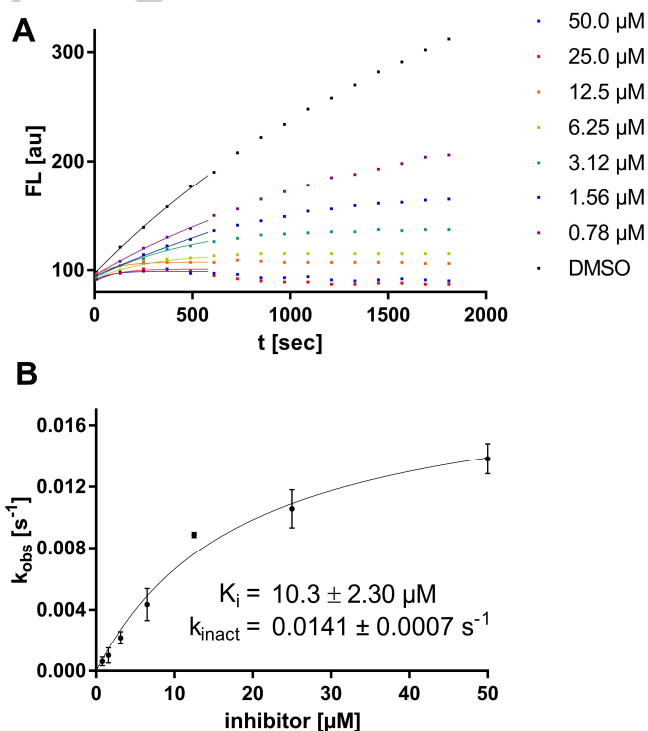 A
300
200
100
FL [au]
0
500
1000
1500
2000
t [sec]
50.0 µM
25.0 µM
12.5 µM
6.25 µM
3.12 µM
1.56 µM
0.78 µM
DMSO
B
0.016
0.012
0.008
0.004
0.000
kobs [s-1]
Ki = 10.3 ± 2.30 µM
kinact = 0.0141 ± 0.0007 s-1
0
10
20
30
40
50
inhibitor [µM]